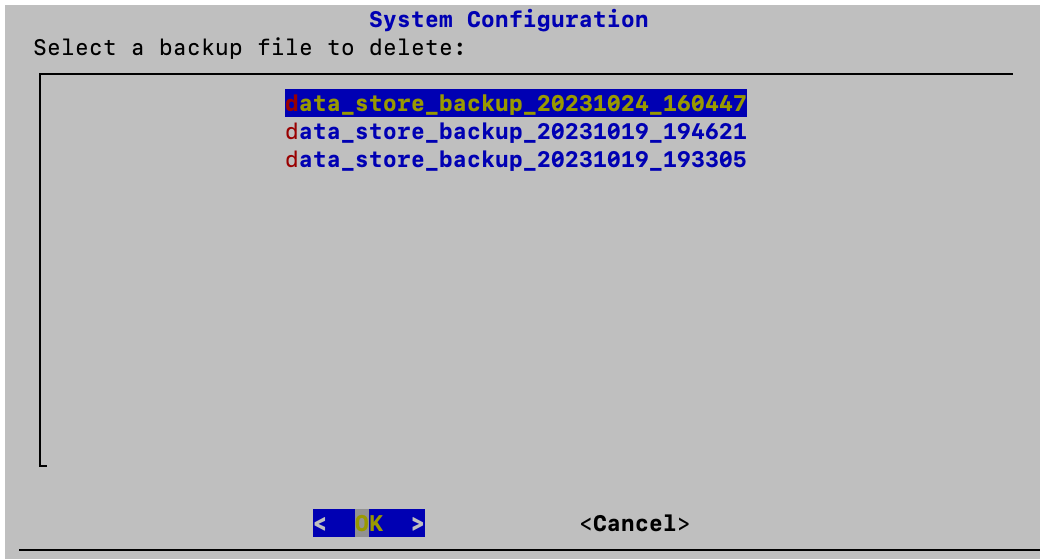 System Configuration
Select a backup file to delete:
data_store_backup_20231024_160447
data_store_backup_20231019_194621
data_store_backup_20231019_193305
<  OK  > <Cancel>